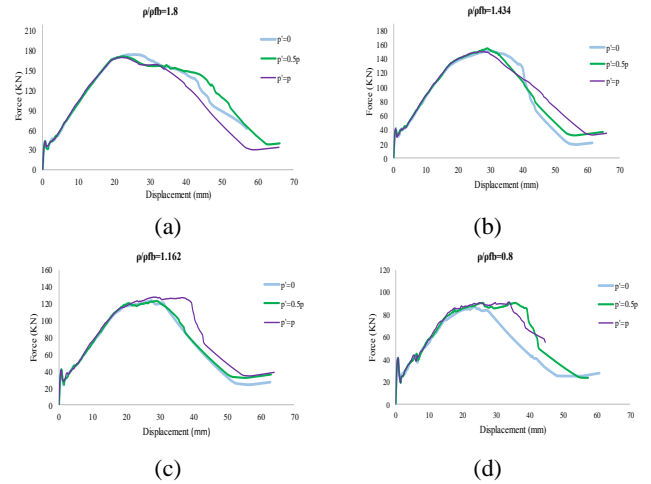 ρ/ρfb=1.8
Force (KN)
210
180
150
120
90
60
30
0
0 10 20 30 40 50 60 70
Displacement (mm)
p'=0
p'=0.5p
p'=p
(a)
ρ/ρfb=1.434
Force (KN)
180
160
140
120
100
80
60
40
20
0
0 10 20 30 40 50 60 70
Displacement (mm)
p'=0
p'=0.5p
p'=p
(b)
ρ/ρfb=1.162
Force (KN)
160
140
120
100
80
60
40
20
0
0 10 20 30 40 50 60 70
Displacement (mm)
p'=0
p'=0.5p
p'=p
(c)
ρ/ρfb=0.8
Force (KN)
120
100
80
60
40
20
0
0 10 20 30 40 50 60 70
Displacement (mm)
p'=0
p'=0.5p
p'=p
(d)